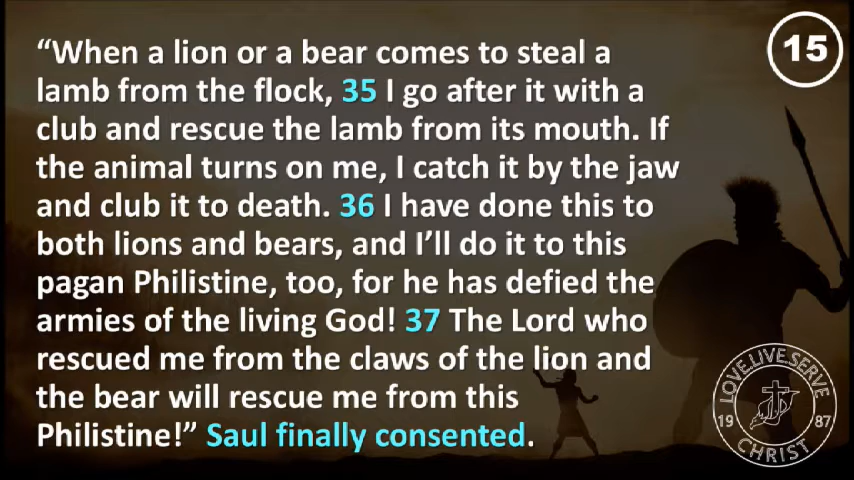 “When a lion or a bear comes to steal a
lamb from the flock, 35 I go after it with a
club and rescue the lamb from its mouth. If
the animal turns on me, I catch it by the jaw
and club it to death. 36 I have done this to
both lions and bears, and I’ll do it to this
pagan Philistine, too, for he has defied the
armies of the living God! 37 The Lord who
rescued me from the claws of the lion and
the bear will rescue me from this
Philistine!” Saul finally consented.
15
LOVE.LIVE.SERVE
19 87
CHRIST